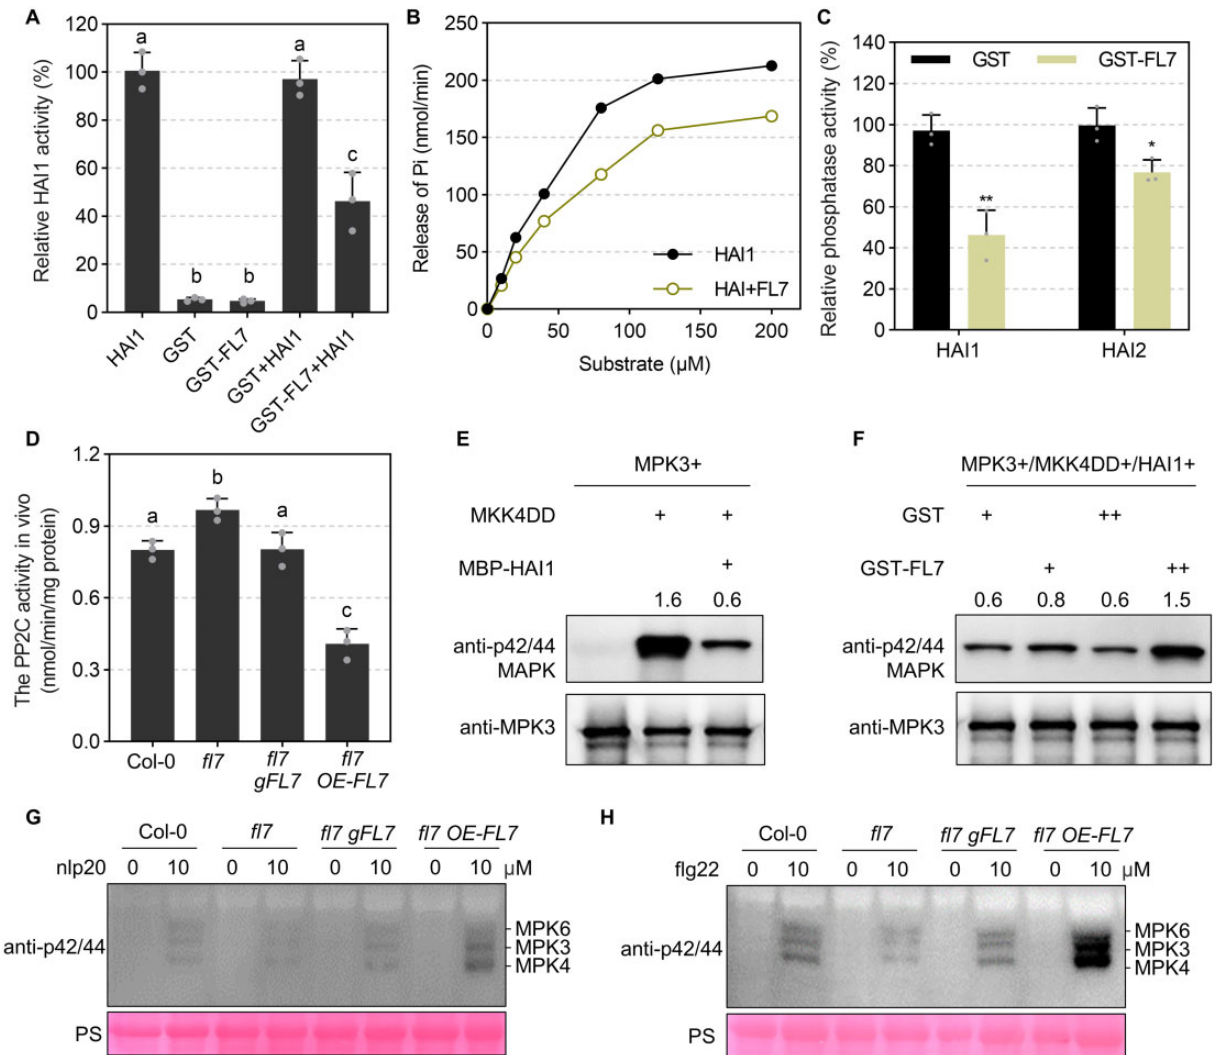 A
Relative HAI1 activity (%)
120
100
80
60
40
20
0
a
b
b
a
c
HAI1
GST
GST-FL7
GST+HAI1
GST-FL7+HAI1
B
Release of Pi (nmol/min)
250
200
150
100
50
0
HAI1
HAI+FL7
0 50 100 150 200
Substrate (µM)
C
Relative phosphatase activity (%)
140
120
100
80
60
40
20
0
GST GST-FL7
**
*
HAI1 HAI2
D
The PP2C activity in vivo
(nmol/min/mg protein)
1.2
0.9
0.6
0.3
0.0
a
b
a
c
Col-0
fl7
fl7
gFL7
fl7
OE-FL7
E
MPK3+
MKK4DD + +
MBP-HAI1 +
1.6 0.6
anti-p42/44
MAPK
anti-MPK3
F
MPK3+/MKK4DD+/HAI1+
GST + ++
GST-FL7 + ++
0.6 0.8 0.6 1.5
anti-p42/44
MAPK
anti-MPK3
G
Col-0 fl7 fl7 gFL7 fl7 OE-FL7
nlp20 0 10 0 10 0 10 0 10 µM
anti-p42/44
MPK6
MPK3
MPK4
PS
H
Col-0 fl7 fl7 gFL7 fl7 OE-FL7
flg22 0 10 0 10 0 10 0 10 µM
anti-p42/44
MPK6
MPK3
MPK4
PS